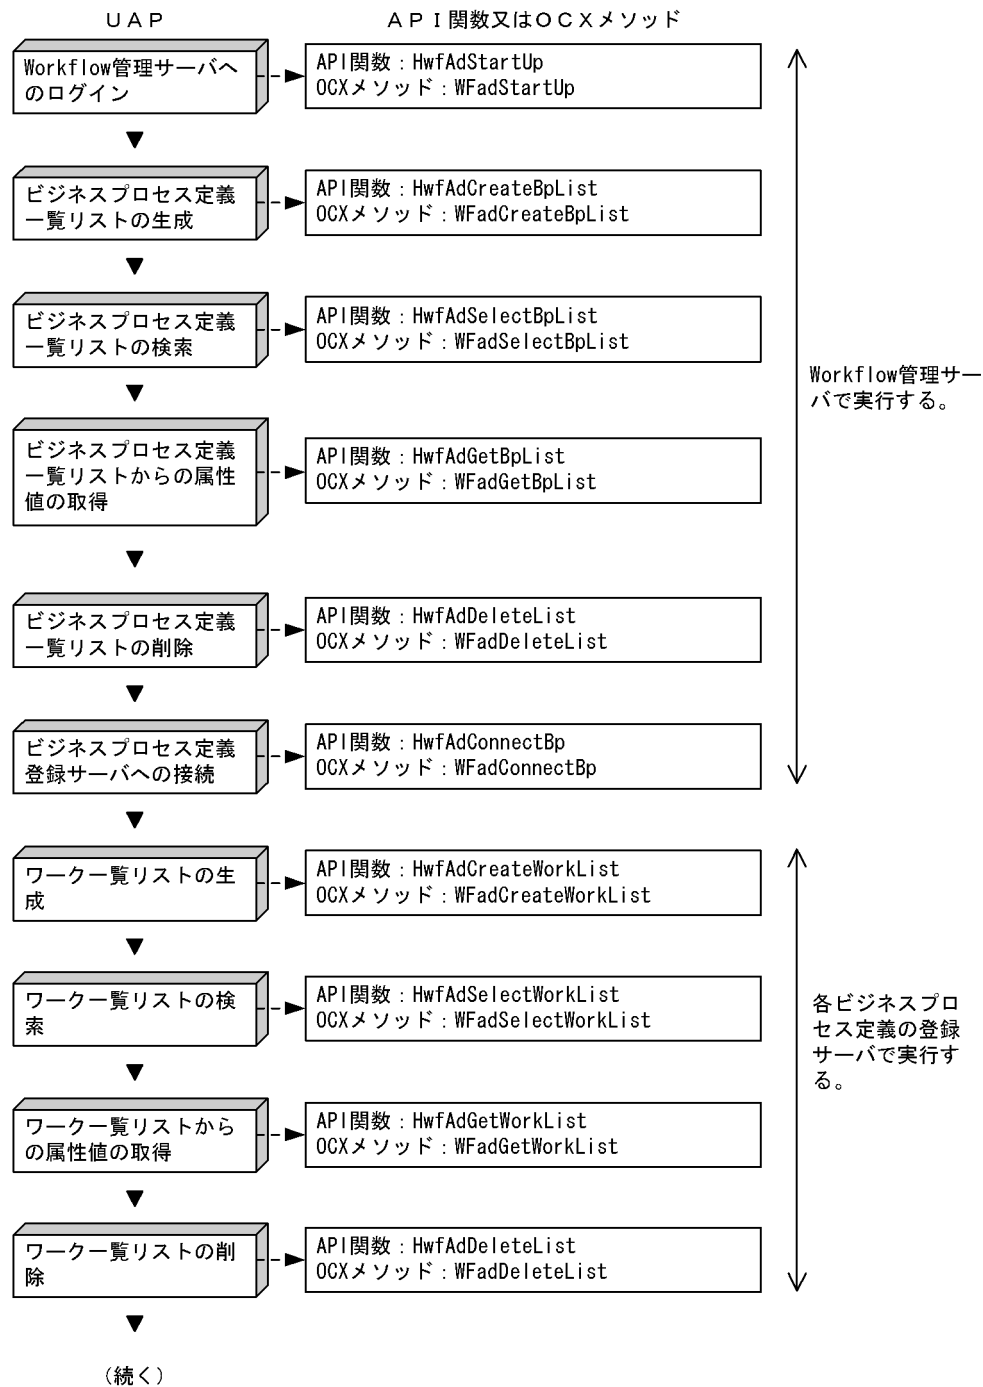 UAP
API関数又はOCXメソッド
Workflow管理サーバへ
のログイン
API関数：HwfAdStartUp
OCXメソッド：WFadStartUp
ビジネスプロセス定義
一覧リストの生成
API関数：HwfAdCreateBpList
OCXメソッド：WFadCreateBpList
ビジネスプロセス定義
一覧リストの検索
API関数：HwfAdSelectBpList
OCXメソッド：WFadSelectBpList
Workflow管理サー
バで実行する。
ビジネスプロセス定義
一覧リストからの属性
値の取得
API関数：HwfAdGetBpList
OCXメソッド：WFadGetBpList
ビジネスプロセス定義
一覧リストの削除
API関数：HwfAdDeleteList
OCXメソッド：WFadDeleteList
ビジネスプロセス定義
登録サーバへの接続
API関数：HwfAdConnectBp
OCXメソッド：WFadConnectBp
ワーク一覧リストの生
成
API関数：HwfAdCreateWorkList
OCXメソッド：WFadCreateWorkList
ワーク一覧リストの検
索
API関数：HwfAdSelectWorkList
OCXメソッド：WFadSelectWorkList
各ビジネスプロ
セス定義の登録
サーバで実行す
る。
ワーク一覧リストから
の属性値の取得
API関数：HwfAdGetWorkList
OCXメソッド：WFadGetWorkList
ワーク一覧リストの削
除
API関数：HwfAdDeleteList
OCXメソッド：WFadDeleteList
（続く）